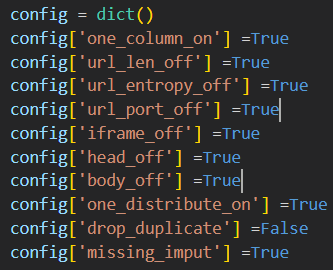 config = dict()
config['one_column_on'] =True
config['url_len_off'] =True
config['url_entropy_off'] =True
config['url_port_off'] =True
config['iframe_off'] =True
config['head_off'] =True
config['body_off'] =True
config['one_distribute_on'] =True
config['drop_duplicate'] =False
config['missing_imput'] =True